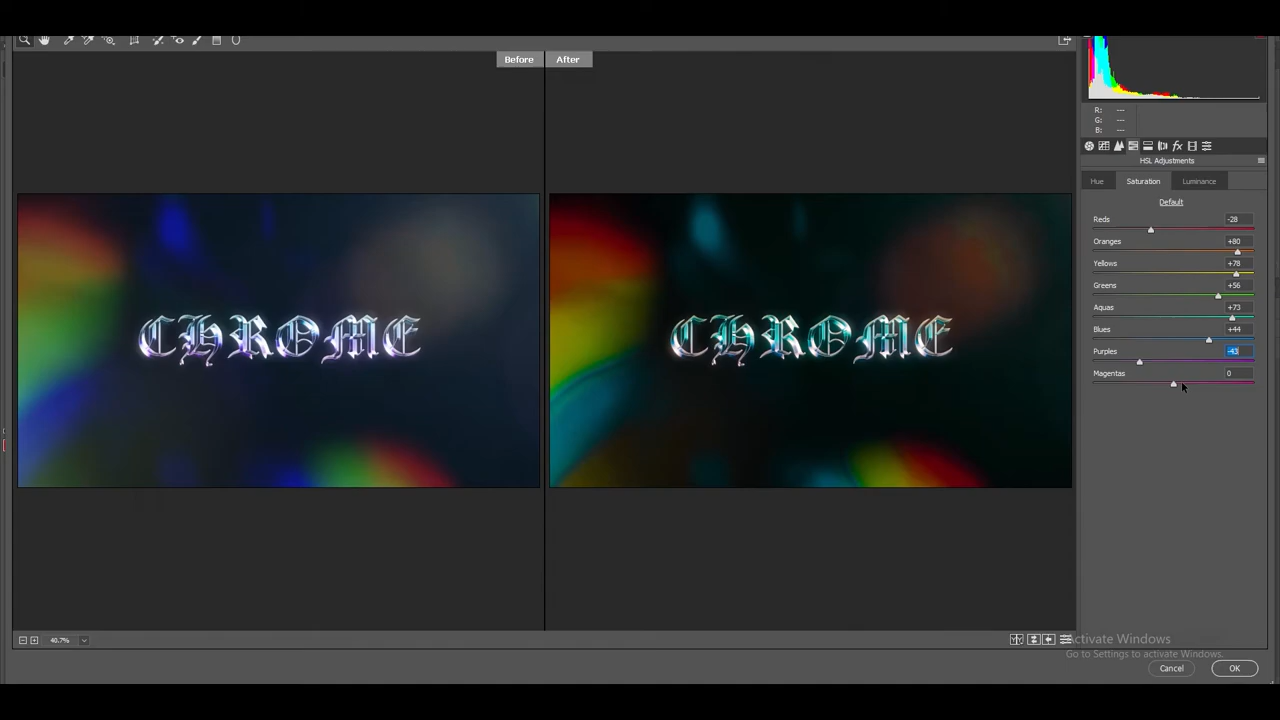 Before After
R: ---
G: ---
B: ---
HSL Adjustments
Hue Saturation Luminance
Default
Reds -28
Oranges +80
Yellows +78
Greens +56
Aquas +73
Blues +44
Purples -43
Magentas 0
CHROME CHROME
40.7%
Activate Windows
Go to Settings to activate Windows.
Cancel OK